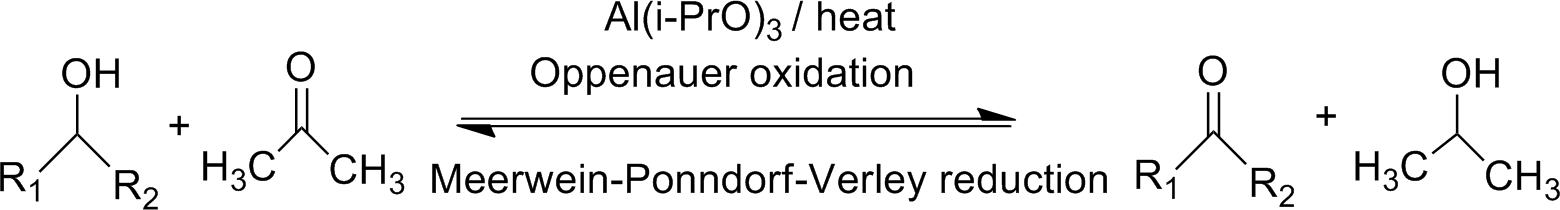 Al(i-PrO)3 / heat
Oppenauer oxidation
Meerwein-Ponndorf-Verley reduction
OH
R1 R2
+
O
H3C CH3
O
R1 R2
+
OH
H3C CH3